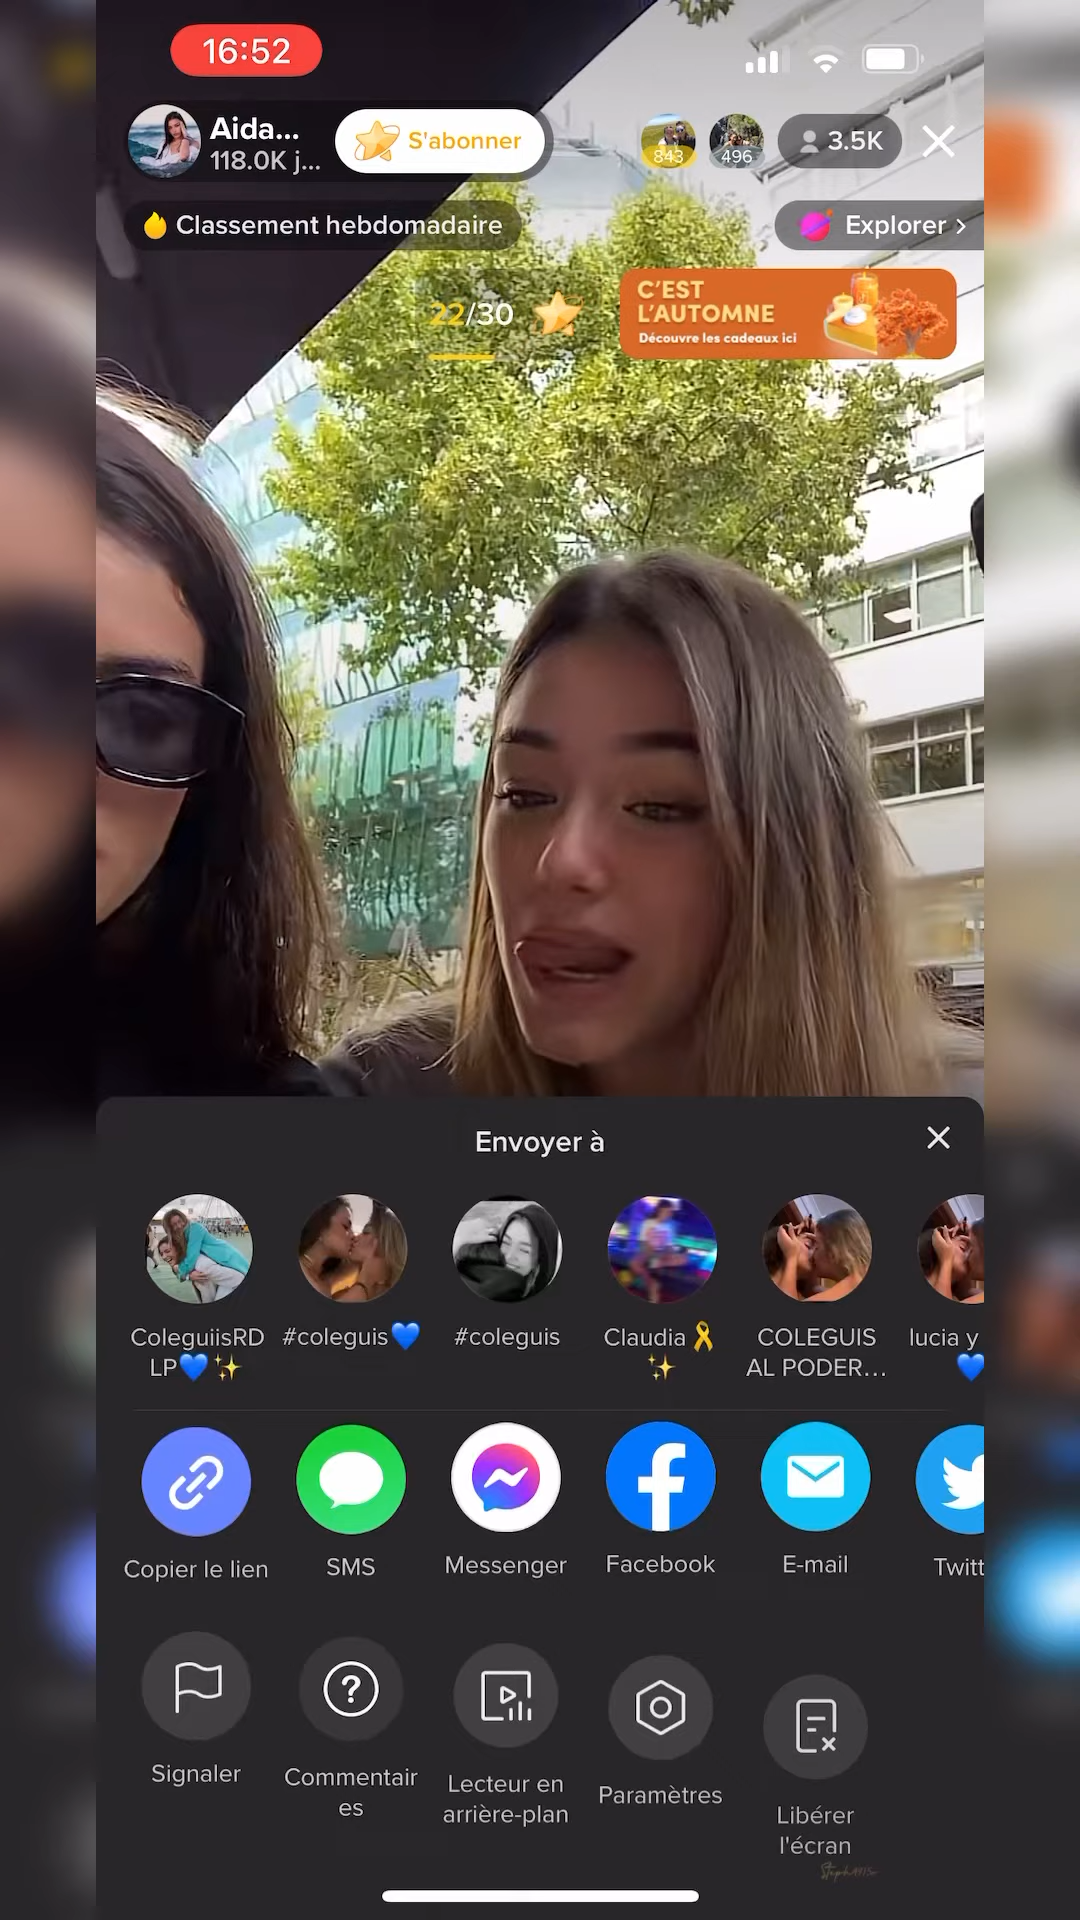 16:52
Aida...
118.0K j...
S'abonner
843
496
3.5K
Classement hebdomadaire
Explorer >
22/30
C'EST
L'AUTOMNE
Découvre les cadeaux ici
Envoyer à
ColeguiisRD
LP💙✨
#coleguis💙
#coleguis
Claudia🎗️
✨
COLEGUIS
AL PODER...
lucia y
💙
Copier le lien
SMS
Messenger
Facebook
E-mail
Twitt
Signaler
Commentair
es
Lecteur en
arrière-plan
Paramètres
Libérer
l'écran